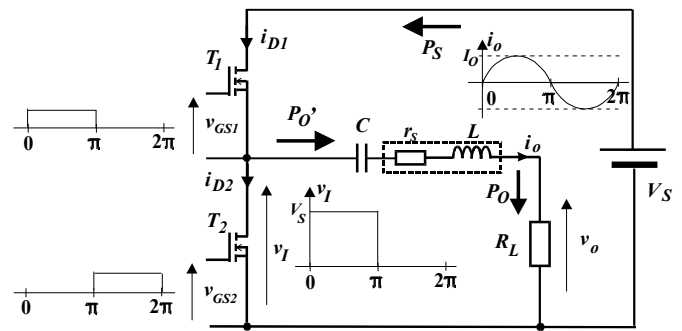 i_D1
P_S
I_O
i_o
0
π
2π
T_1
v_GS1
0
π
2π
P_O'
C
r_s
L
i_o
i_D2
v_I
V_S
P_O
V_S
T_2
v_I
R_L
v_o
0
π
2π
v_GS2
0
π
2π